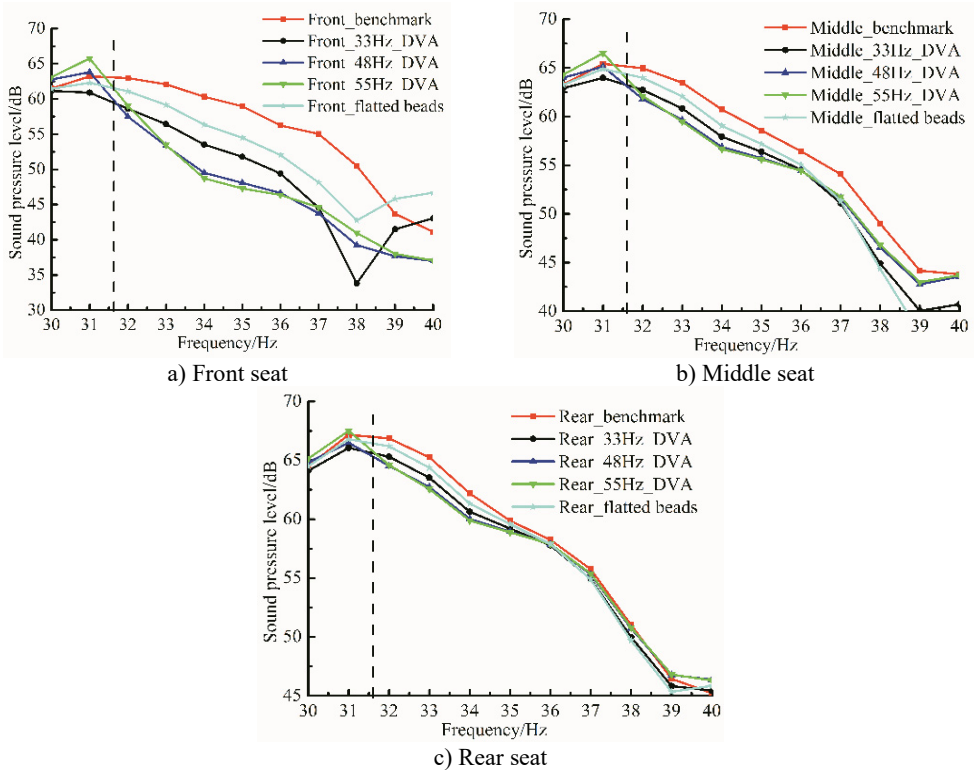 Front_benchmark
Front_33Hz_DVA
Front_48Hz_DVA
Front_55Hz_DVA
Front_flatted beads
Sound pressure level/dB
70
65
60
55
50
45
40
35
30
30 31 32 33 34 35 36 37 38 39 40
Frequency/Hz
a) Front seat
Middle_benchmark
Middle_33Hz_DVA
Middle_48Hz_DVA
Middle_55Hz_DVA
Middle_flatted beads
Sound pressure level/dB
70
65
60
55
50
45
40
30 31 32 33 34 35 36 37 38 39 40
Frequency/Hz
b) Middle seat
Rear_benchmark
Rear_33Hz_DVA
Rear_48Hz_DVA
Rear_55Hz_DVA
Rear_flatted beads
Sound pressure level/dB
70
65
60
55
50
45
30 31 32 33 34 35 36 37 38 39 40
Frequency/Hz
c) Rear seat